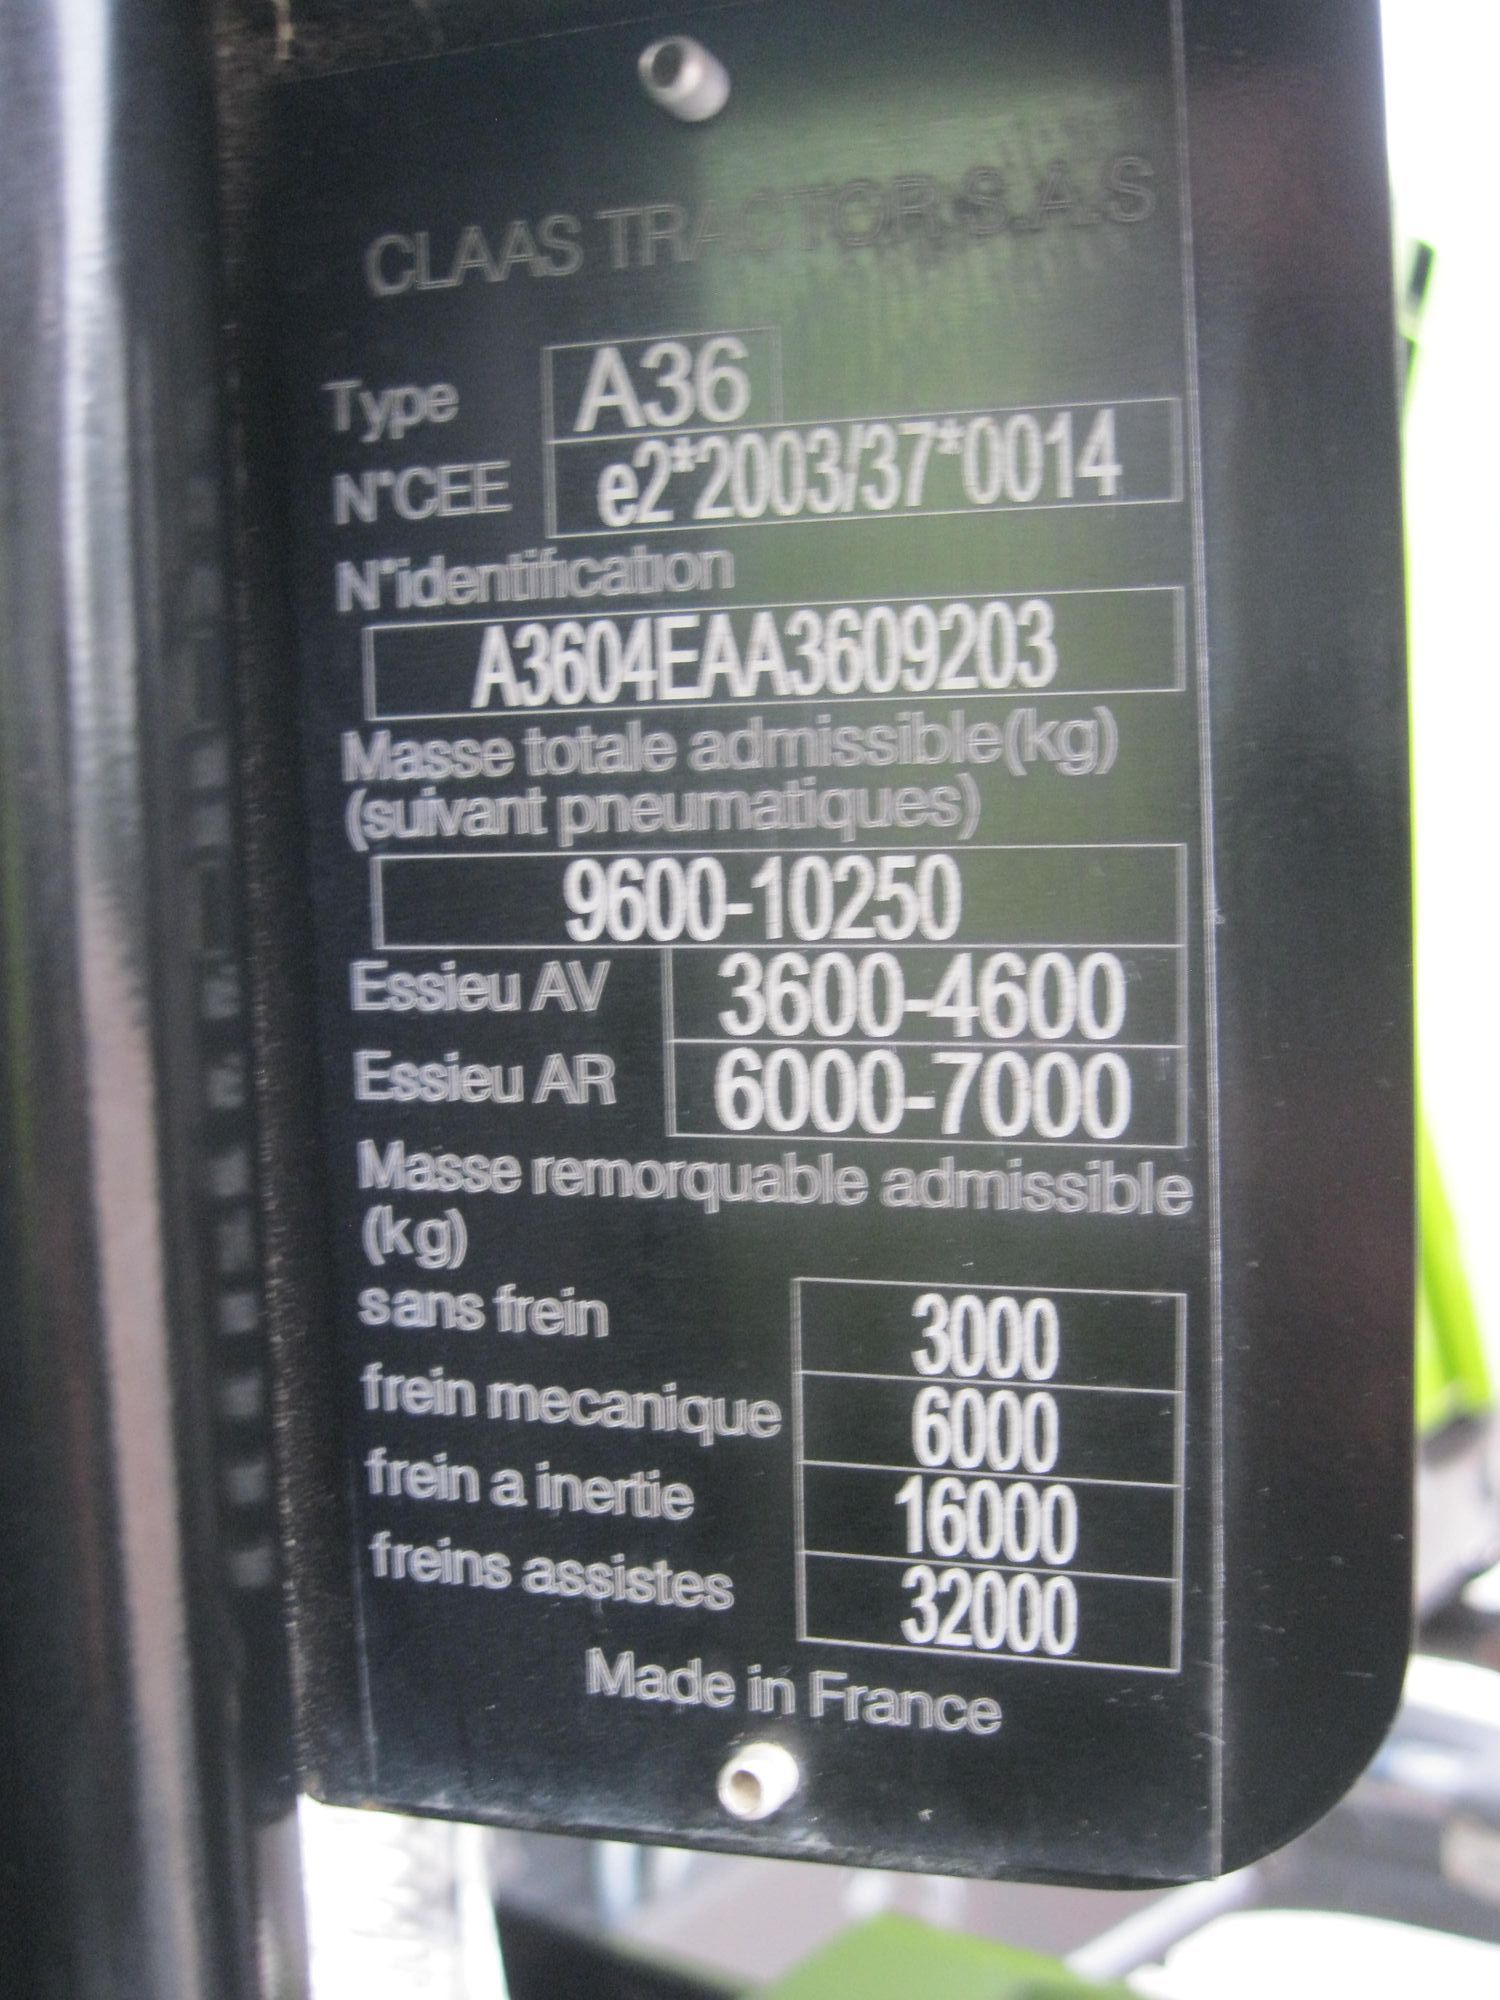 CLAAS TRACTOR S.A.S
Type A36
N°CEE e2*2003/37*0014
N°identification
A3604EAA3609203
Masse totale admissible(kg)
(suivant pneumatiques)
9600-10250
Essieu AV 3600-4600
Essieu AR 6000-7000
Masse remorquable admissible
(kg)
sans frein 3000
frein mecanique 6000
frein a inertie 16000
freins assistes 32000
Made in France